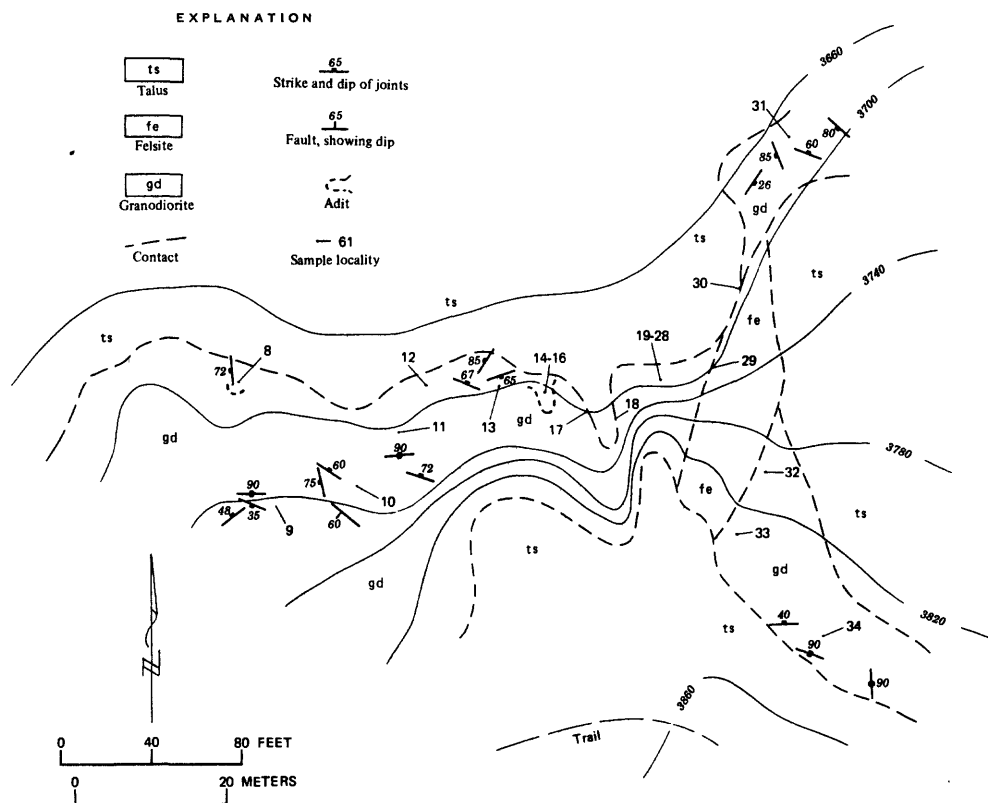 EXPLANATION
ts
Talus
65
Strike and dip of joints
fe
Felsite
65
Fault, showing dip
gd
Granodiorite
Adit
Contact
61
Sample locality
3660
3700
31
80
60
85
26
gd
ts
ts
3740
30
ts
fe
19-28
29
ts
8
72
12
85
67
65
14-16
13
gd
17
18
gd
11
90
72
60
75
10
90
35
48
9
60
3780
32
fe
ts
33
gd
ts
gd
40
ts
34
90
90
3820
3860
Trail
N
0 40 80 FEET
0 20 METERS